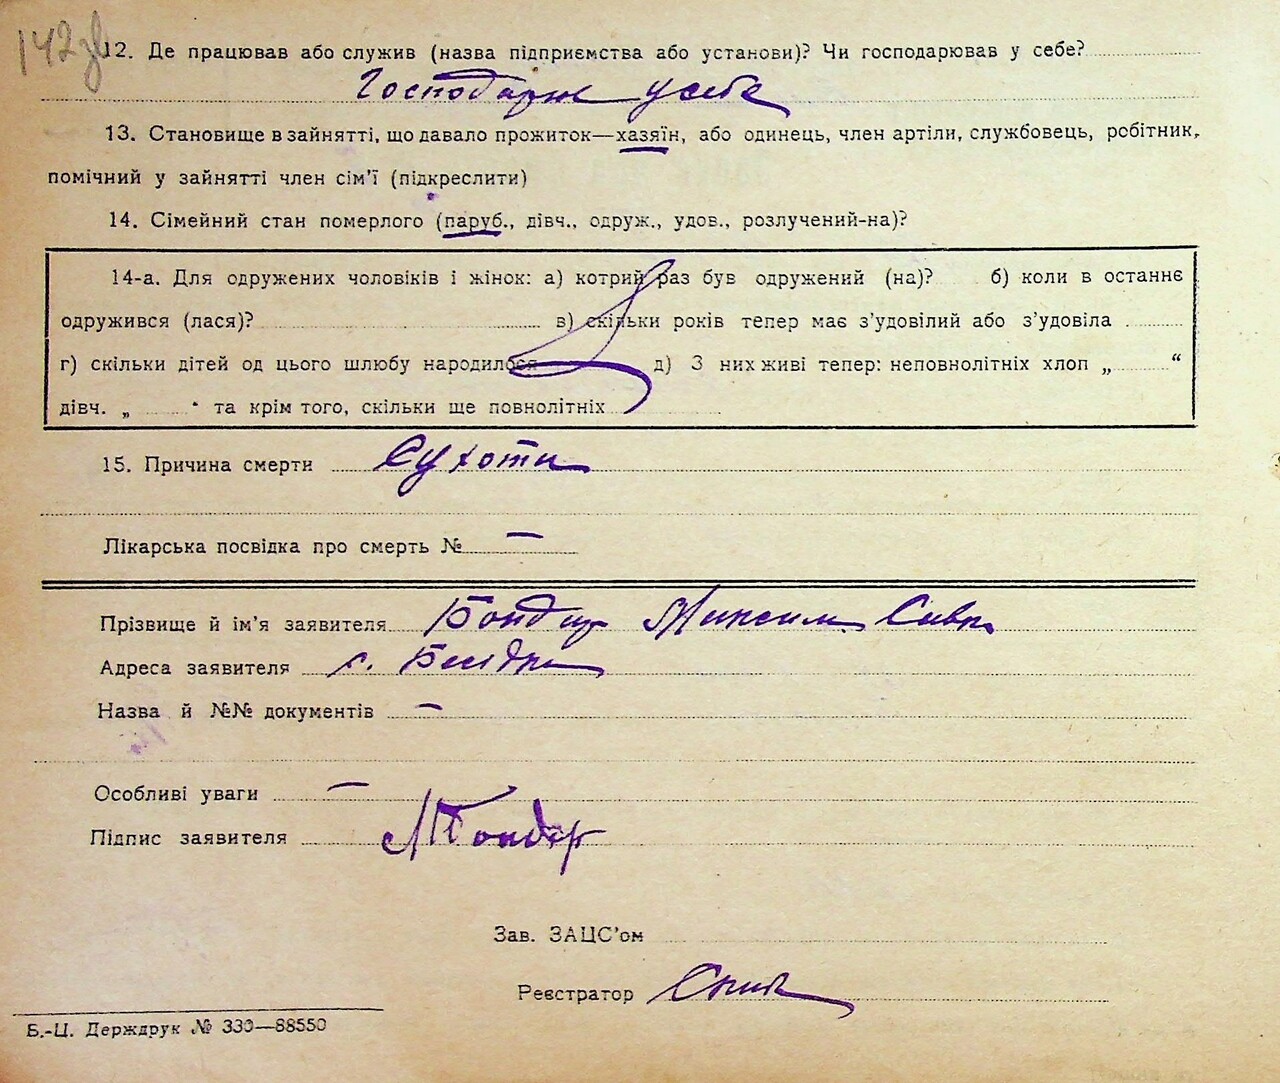 142зв
12. Де працював або служив (назва підприємства або установи)? Чи господарював у себе?
Господарює у себе
13. Становище в зайнятті, що давало прожиток—хазяїн, або одинець, член артіли, службовець, робітник,
помічний у зайнятті член сім'ї (підкреслити)
14. Сімейний стан померлого (паруб., дівч., одруж., удов., розлучений-на)?
14-а. Для одружених чоловіків і жінок: а) котрий раз був одружений (на)? б) коли в останнє
одружився (лася)? в) скільки років тепер має з'удовілий або з'удовіла
г) скільки дітей од цього шлюбу народилося д) З них живі тепер: неповнолітніх хлоп „ “
дівч. „ “ та крім того, скільки ще повнолітніх
15. Причина смерти Сухоти
Лікарська посвідка про смерть № —
Прізвище й ім'я заявителя Бондар Максим
Адреса заявителя с.
Назва й №№ документів —
Особливі уваги —
Підпис заявителя МБондар
Зав. ЗАЦС'ом
Реєстратор
Б.-Ц. Держдрук № 330—88550